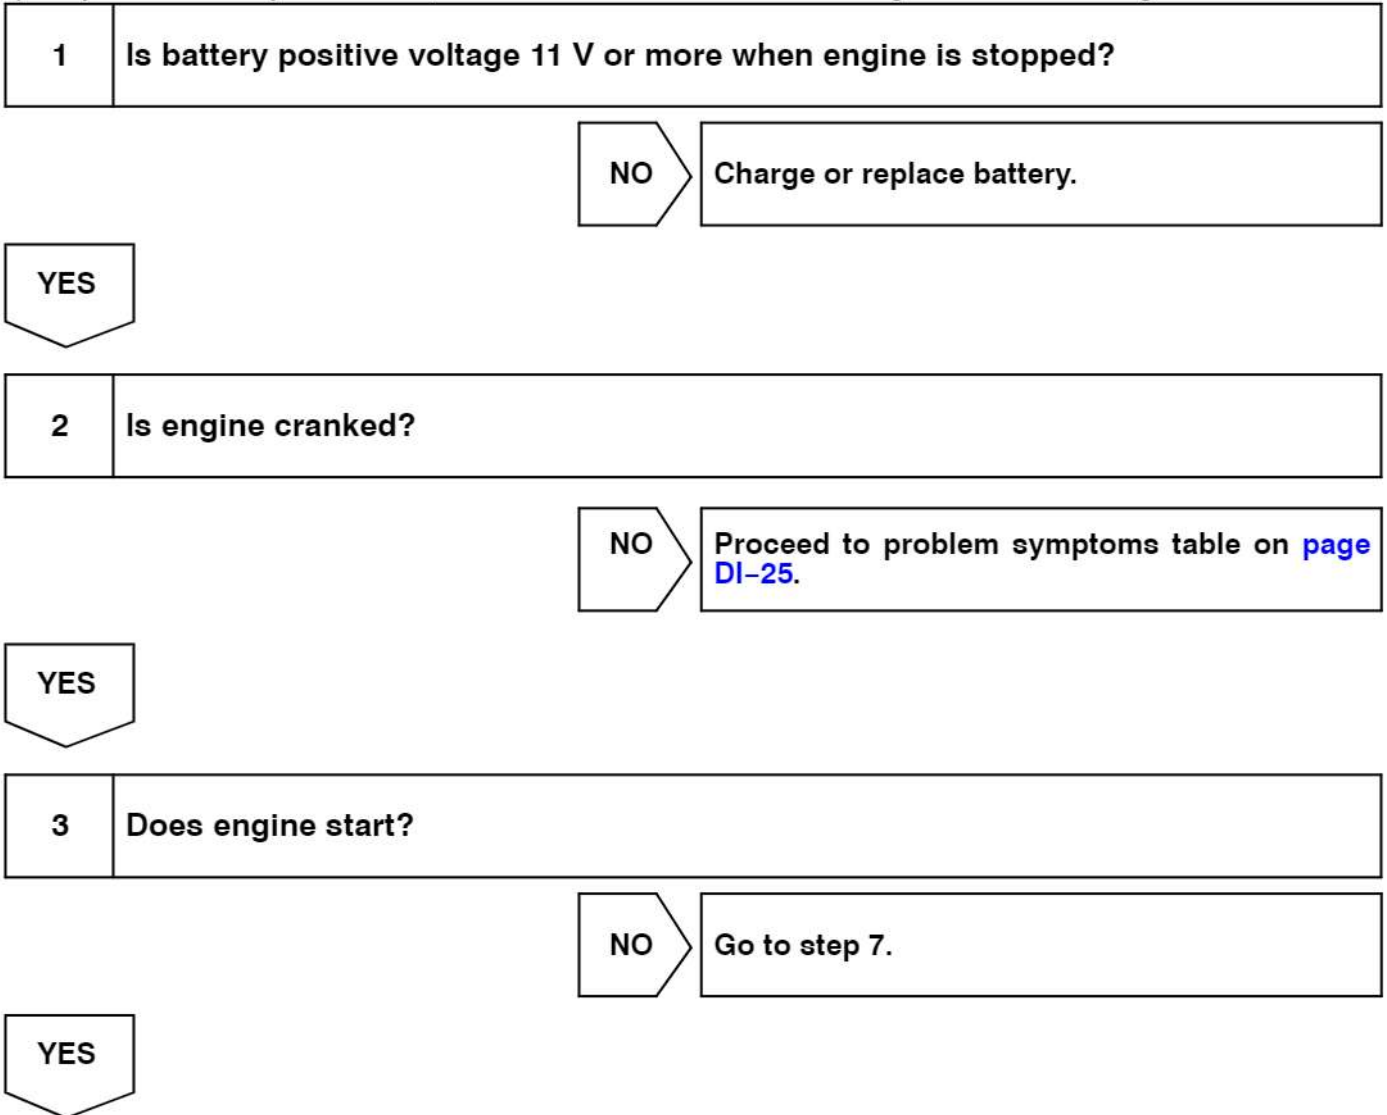 1 Is battery positive voltage 11 V or more when engine is stopped?
NO Charge or replace battery.
YES
2 Is engine cranked?
NO Proceed to problem symptoms table on page
DI–25.
YES
3 Does engine start?
NO Go to step 7.
YES